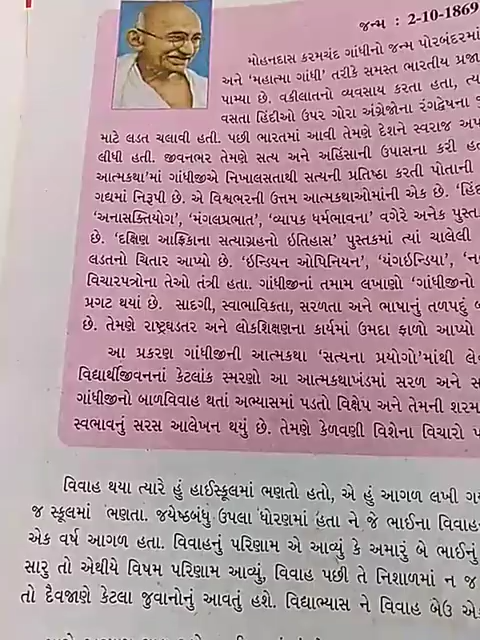 જન્મ : 2-10-1869
મોહનદાસ કરમચંદ ગાંધીનો જન્મ પોરબંદરમાં
અને ‘મહાત્મા ગાંધી’ તરીકે સમસ્ત ભારતીય પ્રજા
પામ્યા છે. વકીલાતનો વ્યવસાય કરતા હતા, ત્યા
વસતા હિંદીઓ ઉપર ગોરા અંગ્રેજોના રંગદ્વેષના
માટે લડત ચલાવી હતી. પછી ભારતમાં આવી તેમણે દેશને સ્વરાજ અપ
લીધી હતી. જીવનભર તેમણે સત્ય અને અહિંસાની ઉપાસના કરી હ
આત્મકથા’માં ગાંધીજીએ નિખાલસતાથી સત્યની પ્રતિષ્ઠા કરતી પોતાની
ગદ્યમાં નિરૂપી છે. એ વિશ્વભરની ઉત્તમ આત્મકથાઓમાંની એક છે. ‘હિંદ
‘અનાસક્તિયોગ’, ‘મંગલપ્રભાત’, ‘વ્યાપક ધર્મભાવના’ વગેરે અનેક પુસ્ત
છે. ‘દક્ષિણ આફ્રિકાના સત્યાગ્રહનો ઇતિહાસ’ પુસ્તકમાં ત્યાં ચાલેલી
લડતનો ચિતાર આપ્યો છે. ‘ઇન્ડિયન ઓપિનિયન’, ‘યંગઇન્ડિયા’, ‘ન
વિચારપત્રોના તેઓ તંત્રી હતા. ગાંધીજીનાં તમામ લખાણો ‘ગાંધીજીનો
પ્રગટ થયાં છે. સાદગી, સ્વાભાવિકતા, સરળતા અને ભાષાનું તળપદું બ
છે. તેમણે રાષ્ટ્રઘડતર અને લોકશિક્ષણના કાર્યમાં ઉમદા ફાળો આપ્યો
આ પ્રકરણ ગાંધીજીની આત્મકથા ‘સત્યના પ્રયોગો’માંથી લે
વિદ્યાર્થીજીવનનાં કેટલાંક સ્મરણો આ આત્મકથાખંડમાં સરળ અને સ
ગાંધીજીનો બાળવિવાહ થતાં અભ્યાસમાં પડતો વિક્ષેપ અને તેમની શરમ
સ્વભાવનું સરસ આલેખન થયું છે. તેમણે કેળવણી વિશેના વિચારો પ
વિવાહ થયા ત્યારે હું હાઈસ્કૂલમાં ભણતો હતો, એ હું આગળ લખી ગ
જ સ્કૂલમાં ભણતા. જયેષ્ઠબંધુ ઉપલા ધોરણમાં હતા ને જે ભાઈના વિવાહ
એક વર્ષ આગળ હતા. વિવાહનું પરિણામ એ આવ્યું કે અમારું બે ભાઈનું
સારુ તો એથીયે વિષમ પરિણામ આવ્યું, વિવાહ પછી તે નિશાળમાં ન જ
તો દૈવજાણે કેટલા જુવાનોનું આવતું હશે. વિદ્યાભ્યાસ ને વિવાહ બેઉ એ